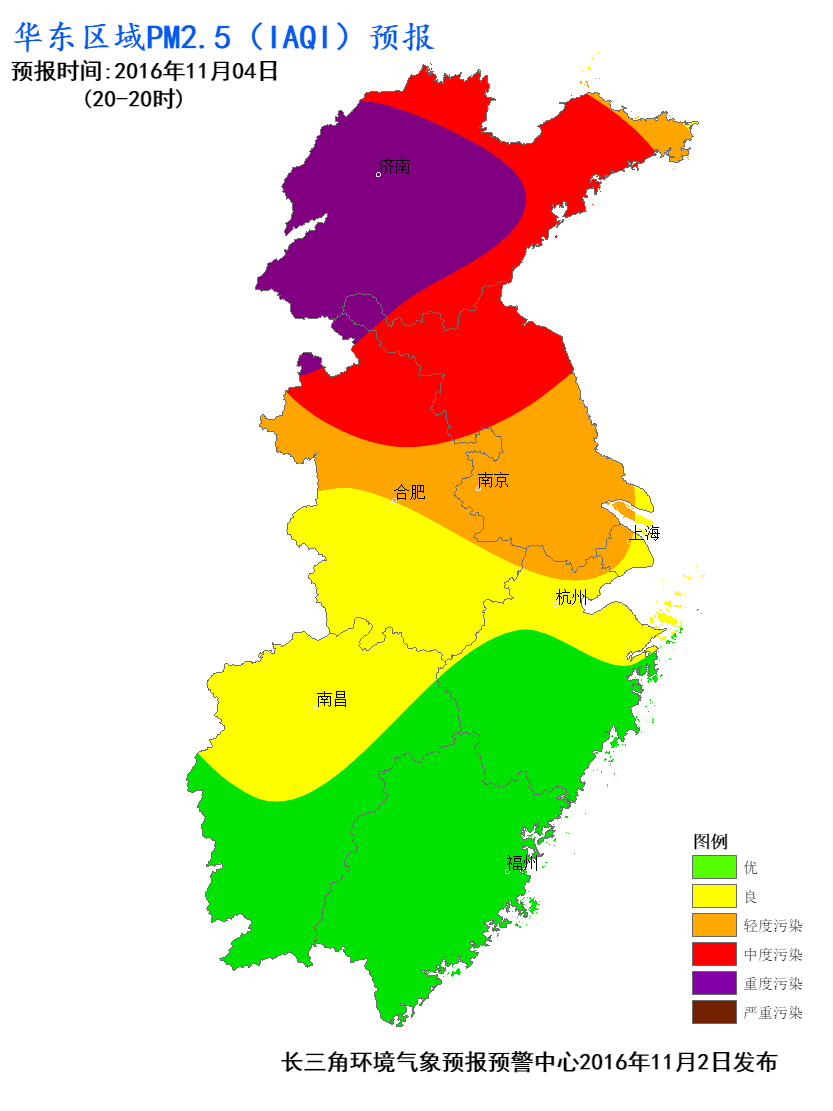 华东区域PM2.5（IAQI）预报
预报时间:2016年11月04日
(20-20时)
济南
南京
合肥
上海
杭州
南昌
福州
图例
优
良
轻度污染
中度污染
重度污染
严重污染
长三角环境气象预报预警中心2016年11月2日发布